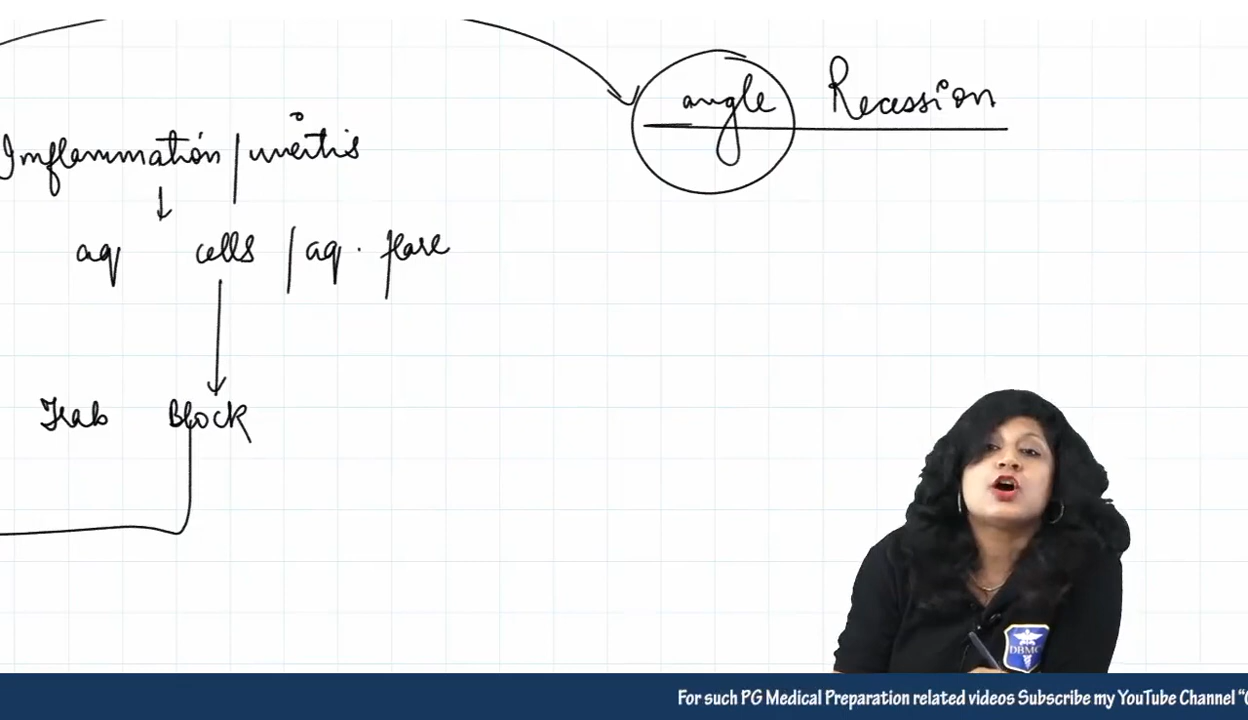 angle Recession
Inflammation / uveitis
aq cells / aq. flare
Trab Block
DBMC
For such PG Medical Preparation related videos Subscribe my YouTube Channel "